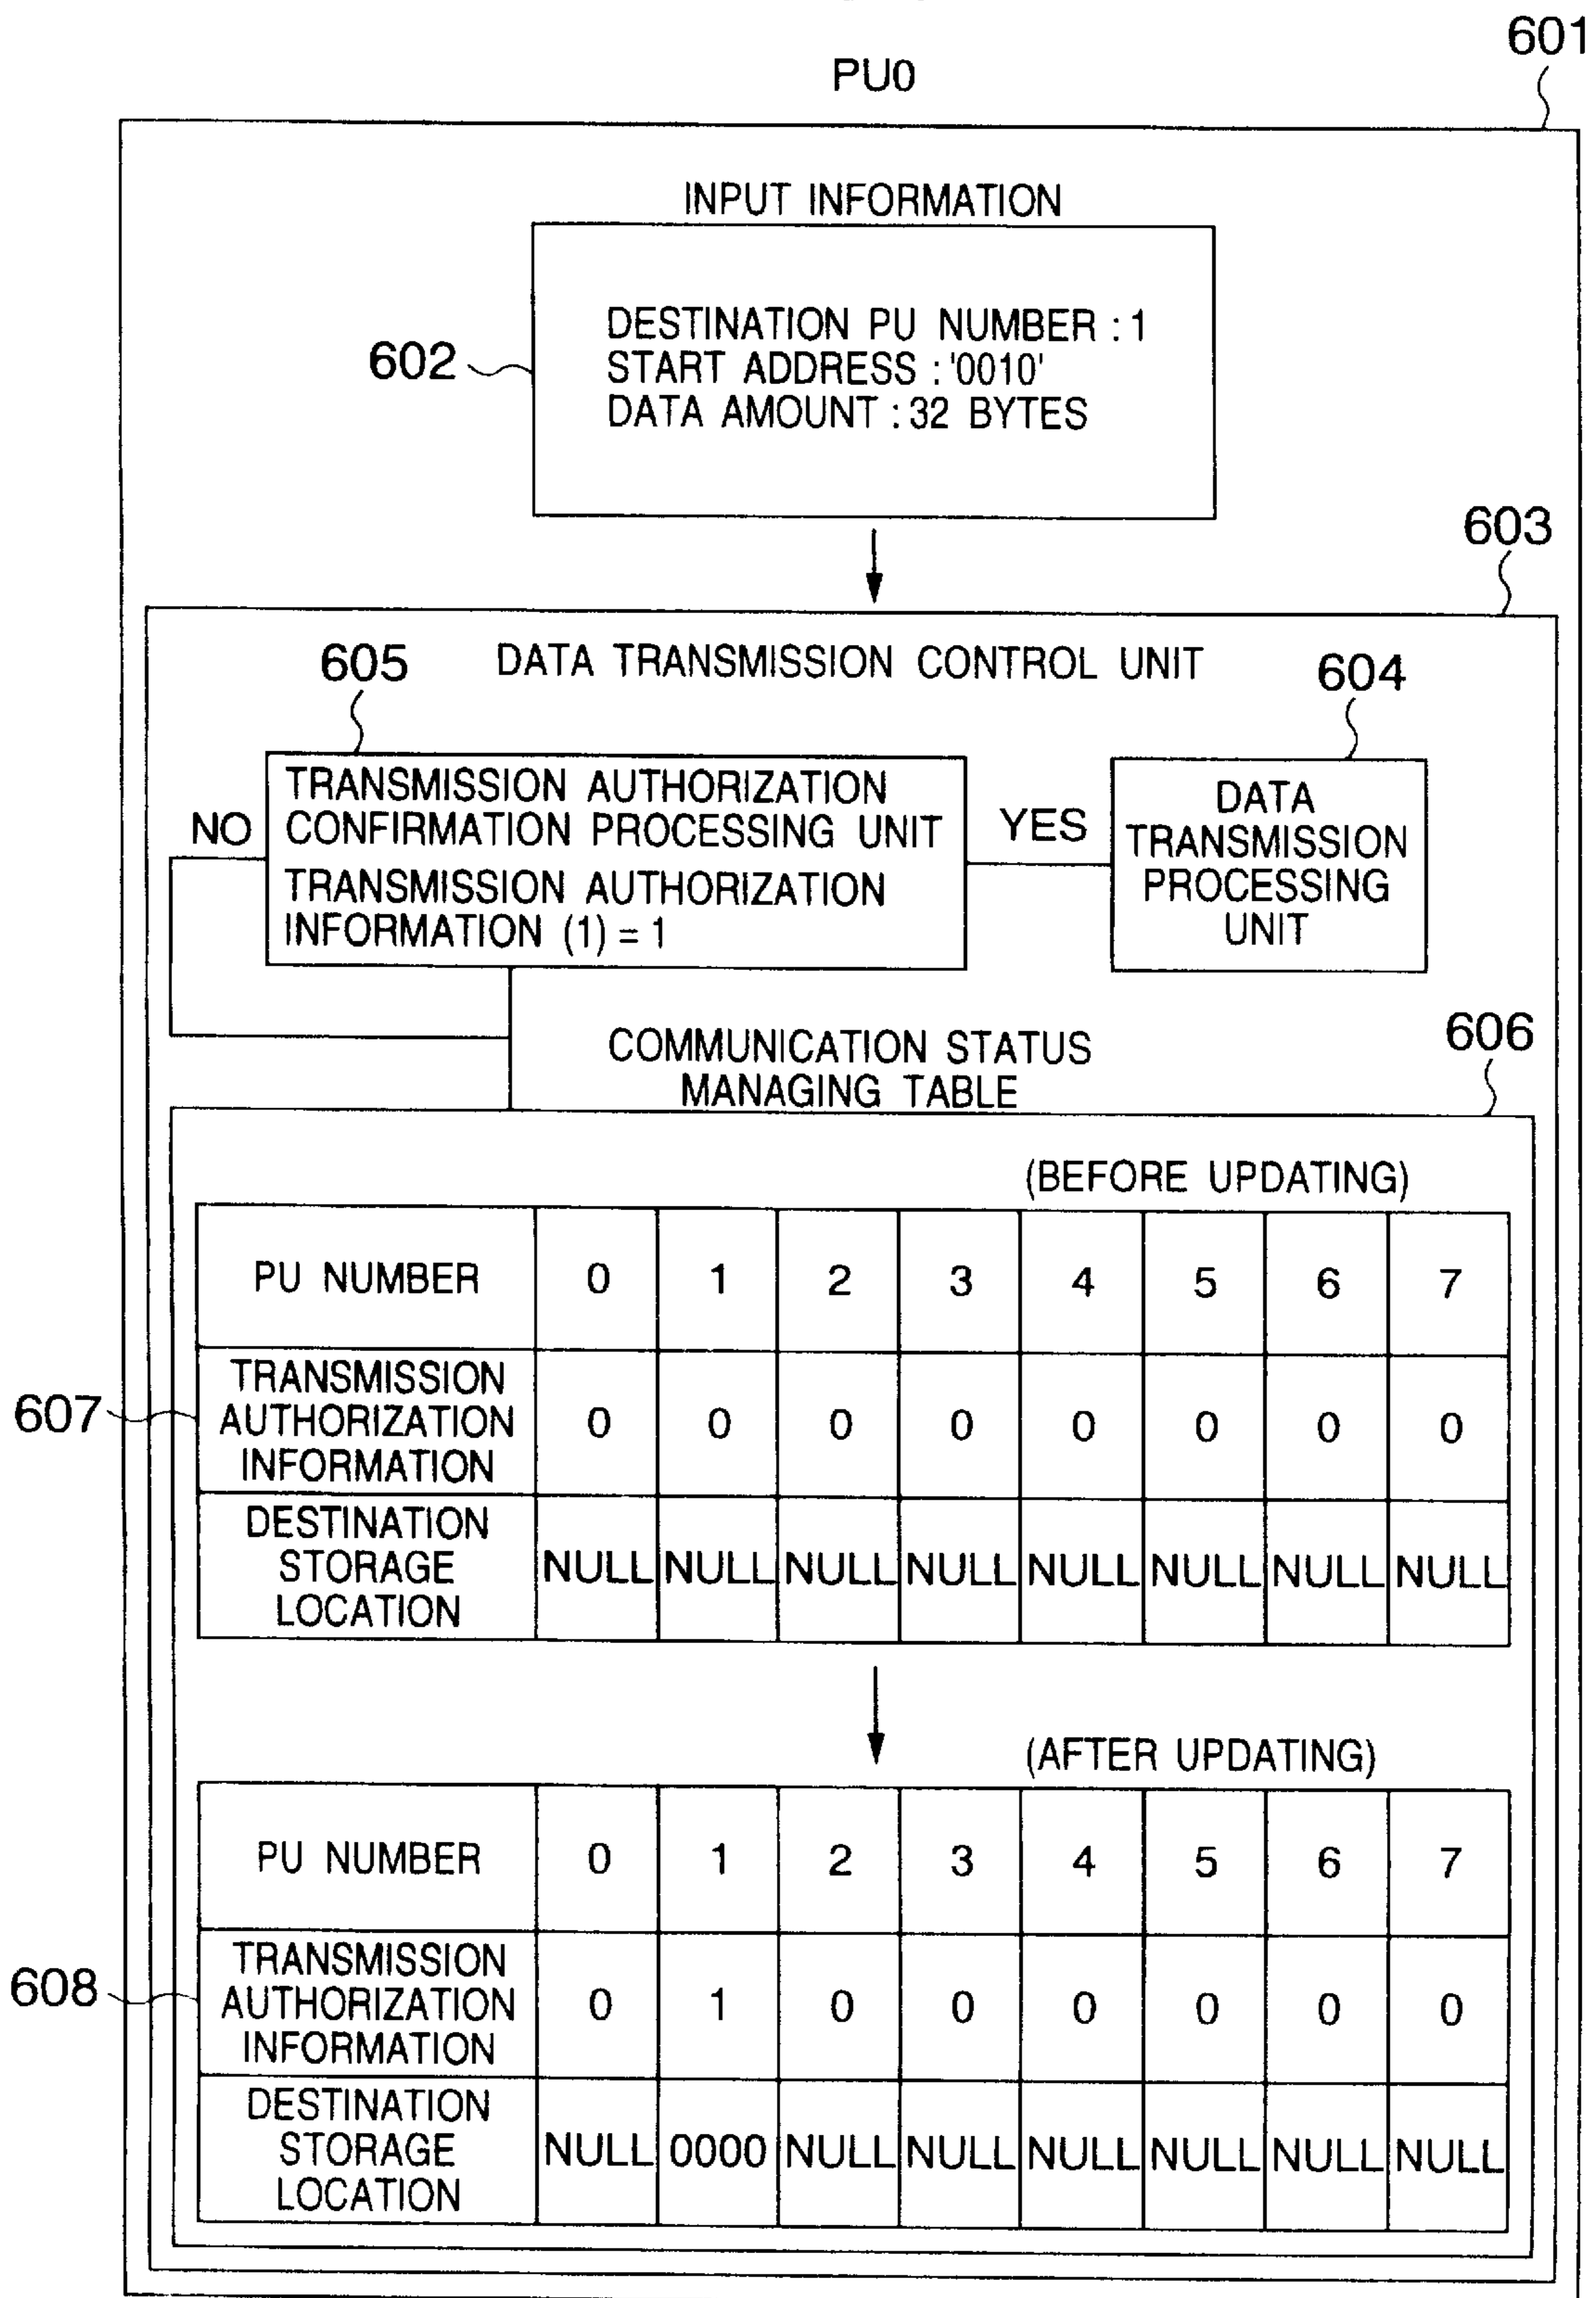 601
PU0
INPUT INFORMATION
602
DESTINATION PU NUMBER : 1
START ADDRESS : '0010'
DATA AMOUNT : 32 BYTES
603
605
DATA TRANSMISSION CONTROL UNIT
604
NO
TRANSMISSION AUTHORIZATION
CONFIRMATION PROCESSING UNIT
TRANSMISSION AUTHORIZATION
INFORMATION (1) = 1
YES
DATA
TRANSMISSION
PROCESSING
UNIT
COMMUNICATION STATUS
MANAGING TABLE
606
(BEFORE UPDATING)
PU NUMBER 0 1 2 3 4 5 6 7
607
TRANSMISSION
AUTHORIZATION
INFORMATION
0 0 0 0 0 0 0 0
DESTINATION
STORAGE
LOCATION
NULL NULL NULL NULL NULL NULL NULL NULL
(AFTER UPDATING)
PU NUMBER 0 1 2 3 4 5 6 7
608
TRANSMISSION
AUTHORIZATION
INFORMATION
0 1 0 0 0 0 0 0
DESTINATION
STORAGE
LOCATION
NULL 0000 NULL NULL NULL NULL NULL NULL